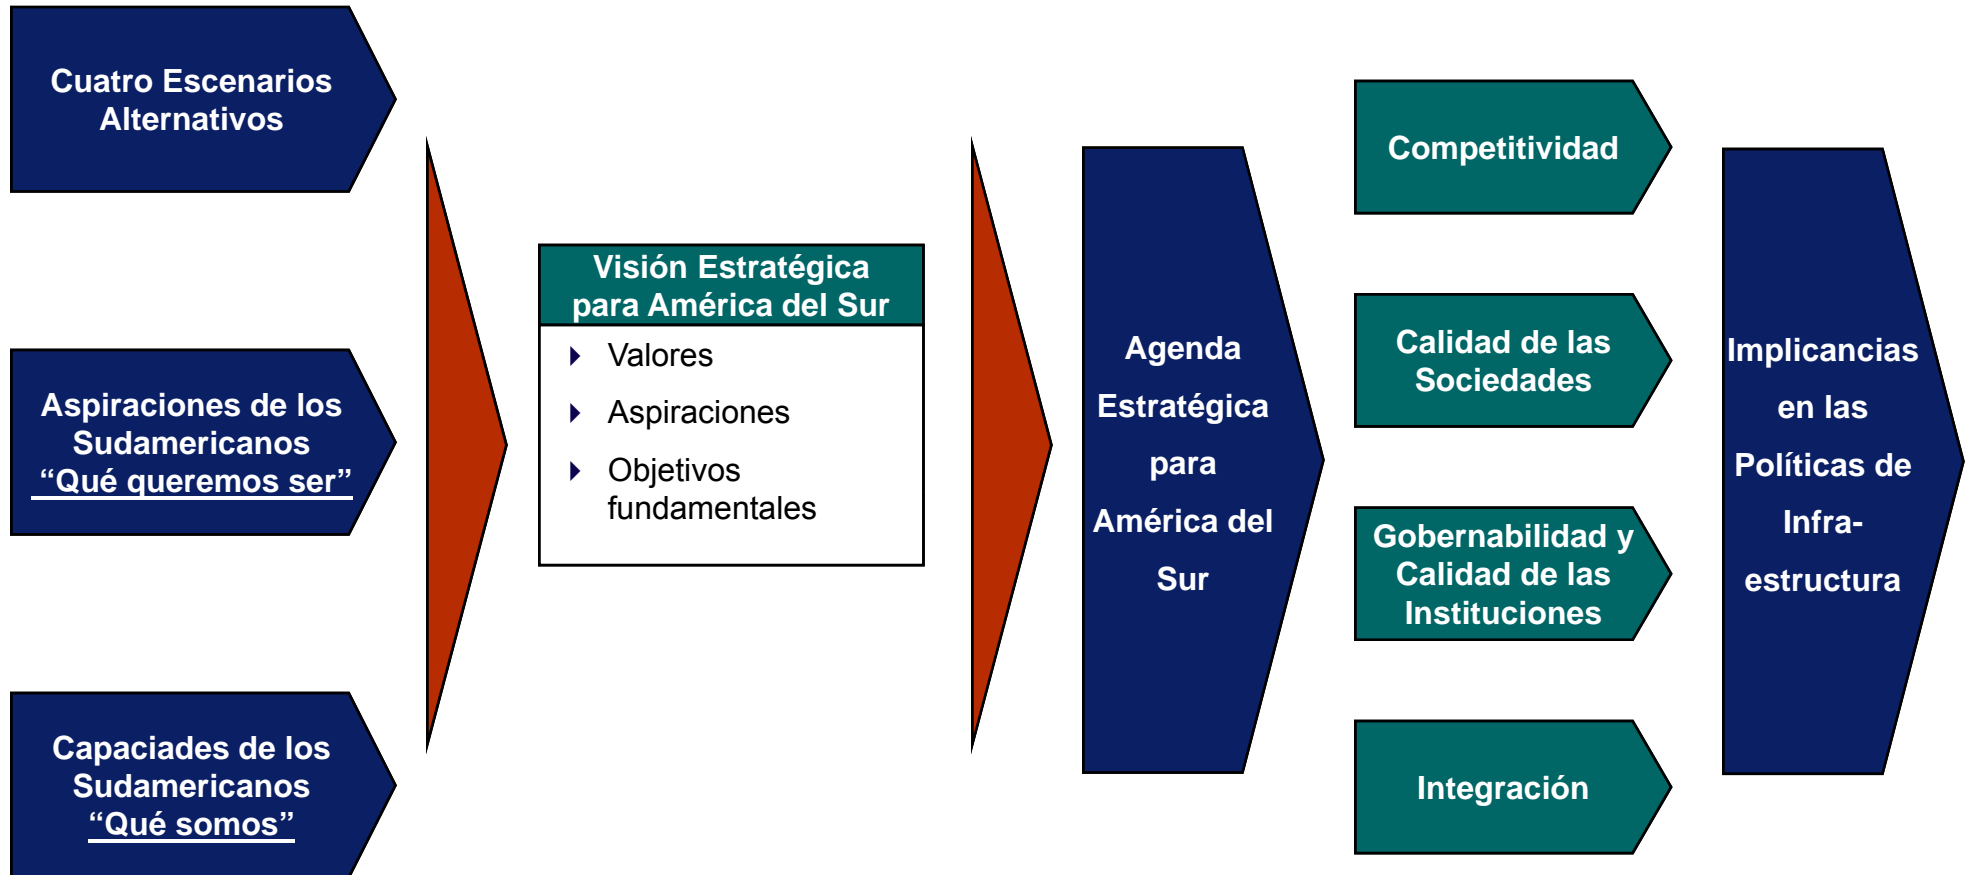 Cuatro Escenarios
Alternativos
Aspiraciones de los
Sudamericanos
“Qué queremos ser”
Capaciades de los
Sudamericanos
“Qué somos”
Visión Estratégica
para América del Sur
Valores
Aspiraciones
Objetivos
fundamentales
Agenda
Estratégica
para
América del
Sur
Competitividad
Calidad de las
Sociedades
Gobernabilidad y
Calidad de las
Instituciones
Integración
Implicancias
en las
Políticas de
Infra-
estructura